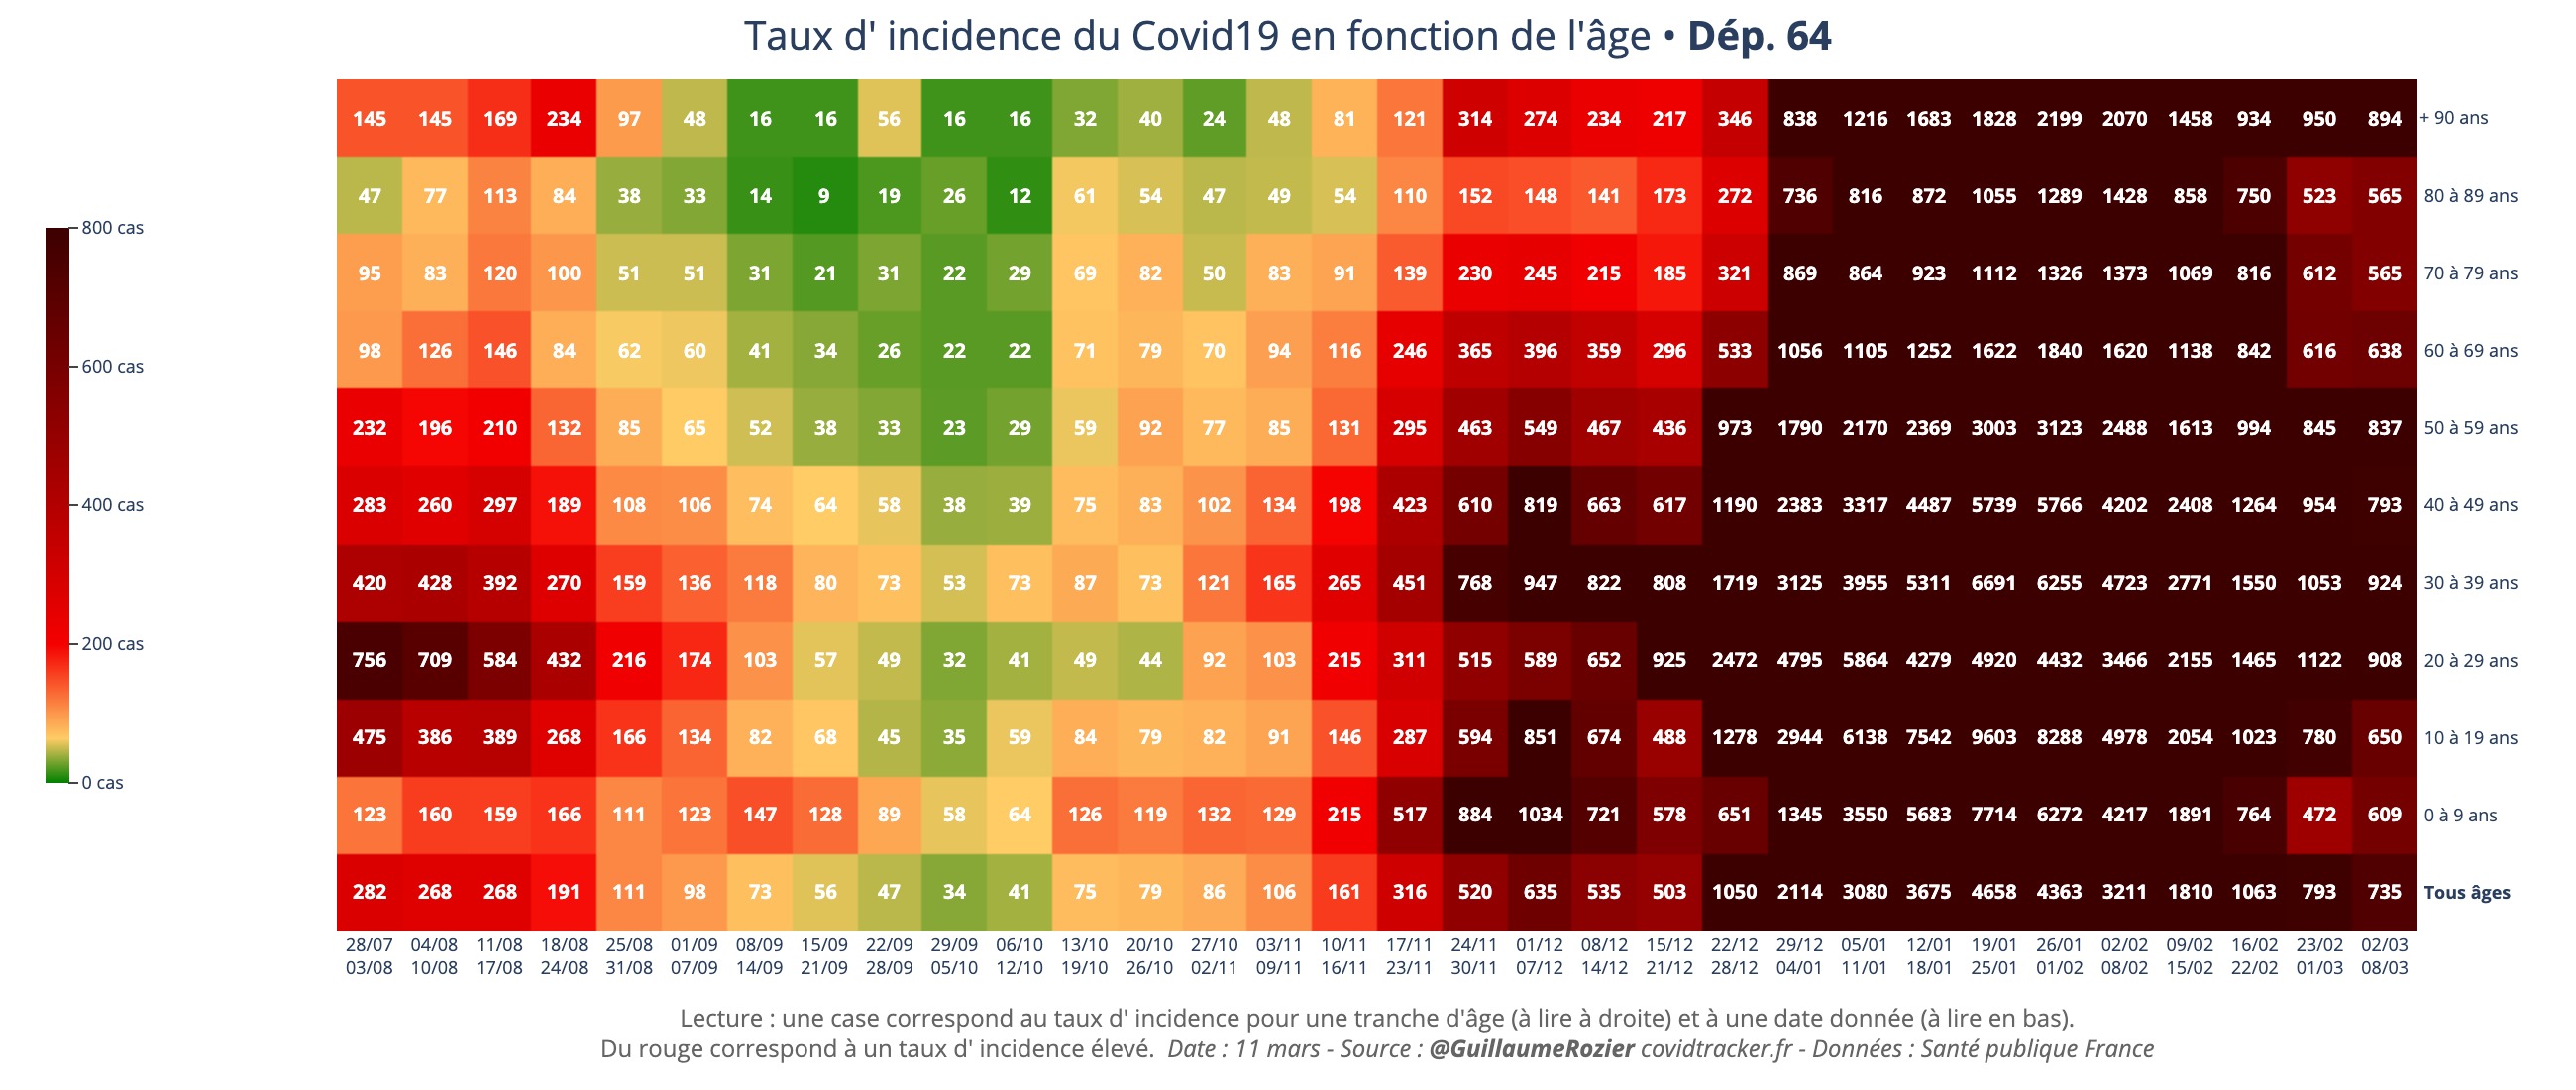 Taux d' incidence du Covid19 en fonction de l'âge • Dép. 64
145 145 169 234 97 48 16 16 56 16 16 32 40 24 48 81 121 314 274 234 217 346 838 1216 1683 1828 2199 2070 1458 934 950 894 + 90 ans
47 77 113 84 38 33 14 9 19 26 12 61 54 47 49 54 110 152 148 141 173 272 736 816 872 1055 1289 1428 858 750 523 565 80 à 89 ans
800 cas
95 83 120 100 51 51 31 21 31 22 29 69 82 50 83 91 139 230 245 215 185 321 869 864 923 1112 1326 1373 1069 816 612 565 70 à 79 ans
98 126 146 84 62 60 41 34 26 22 22 71 79 70 94 116 246 365 396 359 296 533 1056 1105 1252 1622 1840 1620 1138 842 616 638 60 à 69 ans
600 cas
232 196 210 132 85 65 52 38 33 23 29 59 92 77 85 131 295 463 549 467 436 973 1790 2170 2369 3003 3123 2488 1613 994 845 837 50 à 59 ans
400 cas
283 260 297 189 108 106 74 64 58 38 39 75 83 102 134 198 423 610 819 663 617 1190 2383 3317 4487 5739 5766 4202 2408 1264 954 793 40 à 49 ans
420 428 392 270 159 136 118 80 73 53 73 87 73 121 165 265 451 768 947 822 808 1719 3125 3955 5311 6691 6255 4723 2771 1550 1053 924 30 à 39 ans
200 cas
756 709 584 432 216 174 103 57 49 32 41 49 44 92 103 215 311 515 589 652 925 2472 4795 5864 4279 4920 4432 3466 2155 1465 1122 908 20 à 29 ans
475 386 389 268 166 134 82 68 45 35 59 84 79 82 91 146 287 594 851 674 488 1278 2944 6138 7542 9603 8288 4978 2054 1023 780 650 10 à 19 ans
0 cas
123 160 159 166 111 123 147 128 89 58 64 126 119 132 129 215 517 884 1034 721 578 651 1345 3550 5683 7714 6272 4217 1891 764 472 609 0 à 9 ans
282 268 268 191 111 98 73 56 47 34 41 75 79 86 106 161 316 520 635 535 503 1050 2114 3080 3675 4658 4363 3211 1810 1063 793 735 Tous âges
28/07 04/08 11/08 18/08 25/08 01/09 08/09 15/09 22/09 29/09 06/10 13/10 20/10 27/10 03/11 10/11 17/11 24/11 01/12 08/12 15/12 22/12 29/12 05/01 12/01 19/01 26/01 02/02 09/02 16/02 23/02 02/03
03/08 10/08 17/08 24/08 31/08 07/09 14/09 21/09 28/09 05/10 12/10 19/10 26/10 02/11 09/11 16/11 23/11 30/11 07/12 14/12 21/12 28/12 04/01 11/01 18/01 25/01 01/02 08/02 15/02 22/02 01/03 08/03
Lecture : une case correspond au taux d' incidence pour une tranche d'âge (à lire à droite) et à une date donnée (à lire en bas).
Du rouge correspond à un taux d' incidence élevé. Date : 11 mars - Source : @GuillaumeRozier covidtracker.fr - Données : Santé publique France